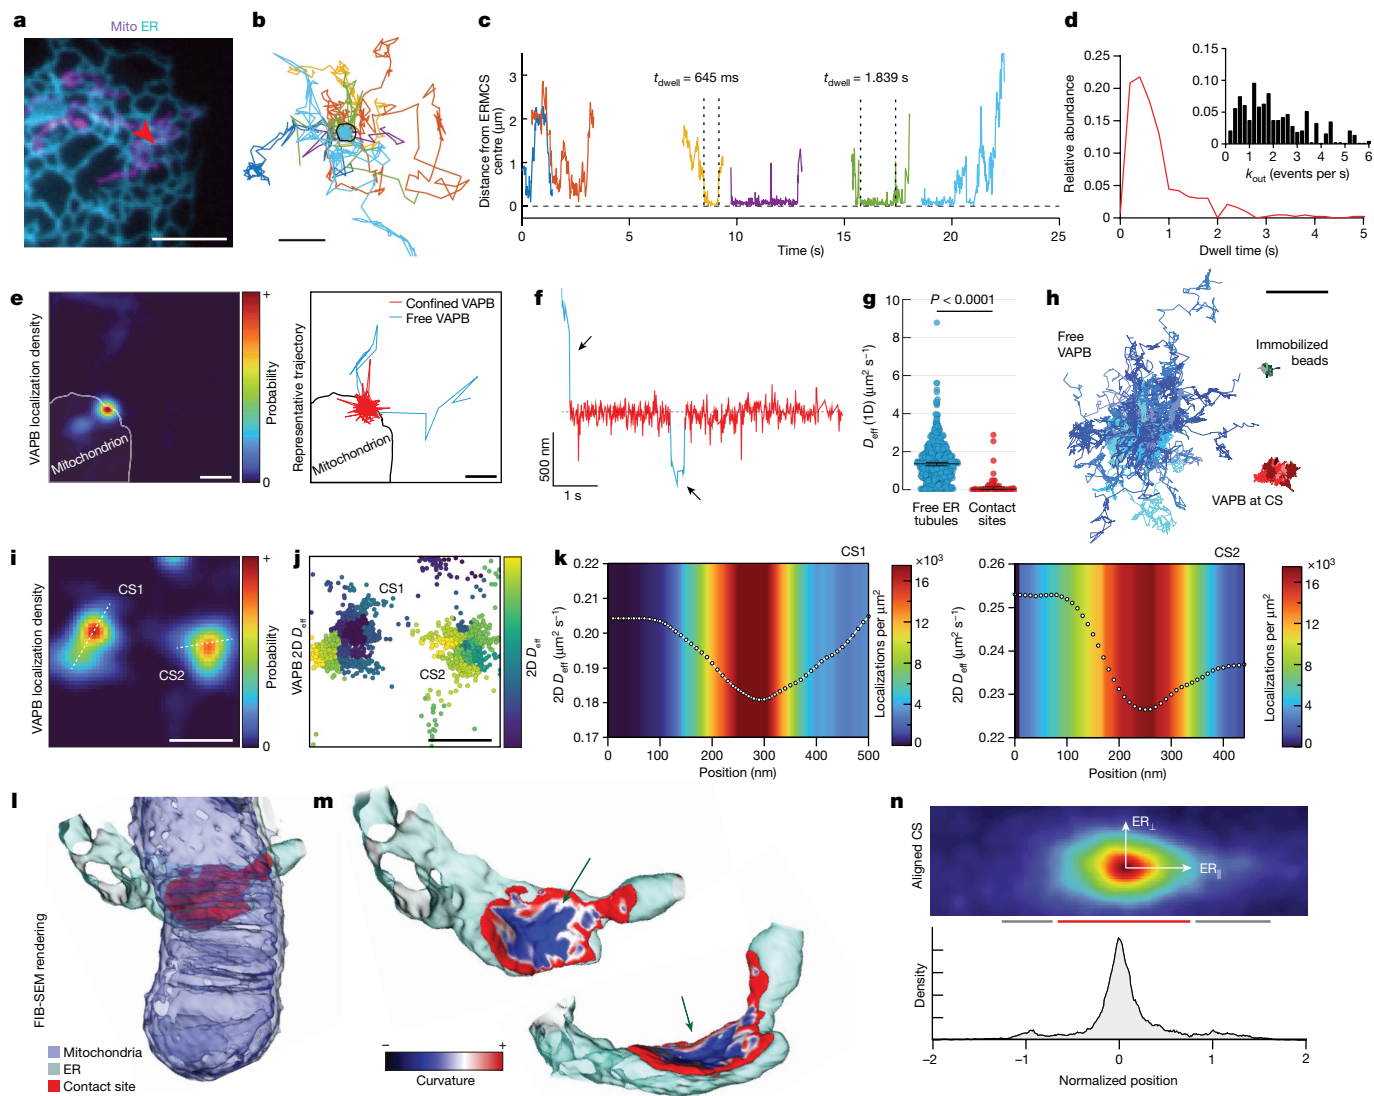 a
Mito ER
b
c
Distance from ERMCS
centre (μm)
3
2
1
0
t dwell = 645 ms
t dwell = 1.839 s
0
5
10
15
20
25
Time (s)
d
Relative abundance
0.25
0.20
0.15
0.10
0.05
0
0
1
2
3
4
5
Dwell time (s)
0.15
0.10
0.05
0
0
1
2
3
4
5
6
k out (events per s)
e
VAPB localization density
Mitochondrion
+
Probability
0
Representative trajectory
Confined VAPB
Free VAPB
Mitochondrion
f
500 nm
1 s
g
P < 0.0001
D eff (1D) (μm² s⁻¹)
10
8
6
4
2
0
Free ER
tubules
Contact
sites
h
Free
VAPB
Immobilized
beads
VAPB at CS
i
VAPB localization density
CS1
CS2
+
Probability
0
j
VAPB 2D D eff
CS1
CS2
2D D eff
k
CS1
2D D eff (μm² s⁻¹)
0.22
0.21
0.20
0.19
0.18
0.17
0
100
200
300
400
500
Position (nm)
×10³
16
12
8
4
0
Localizations per μm²
CS2
2D D eff (μm² s⁻¹)
0.26
0.25
0.24
0.23
0.22
0
100
200
300
400
Position (nm)
×10³
16
12
8
4
0
Localizations per μm²
l
FIB-SEM rendering
Mitochondria
ER
Contact site
m
−
+
Curvature
n
Aligned CS
ER⊥
ER||
Density
−2
−1
0
1
2
Normalized position